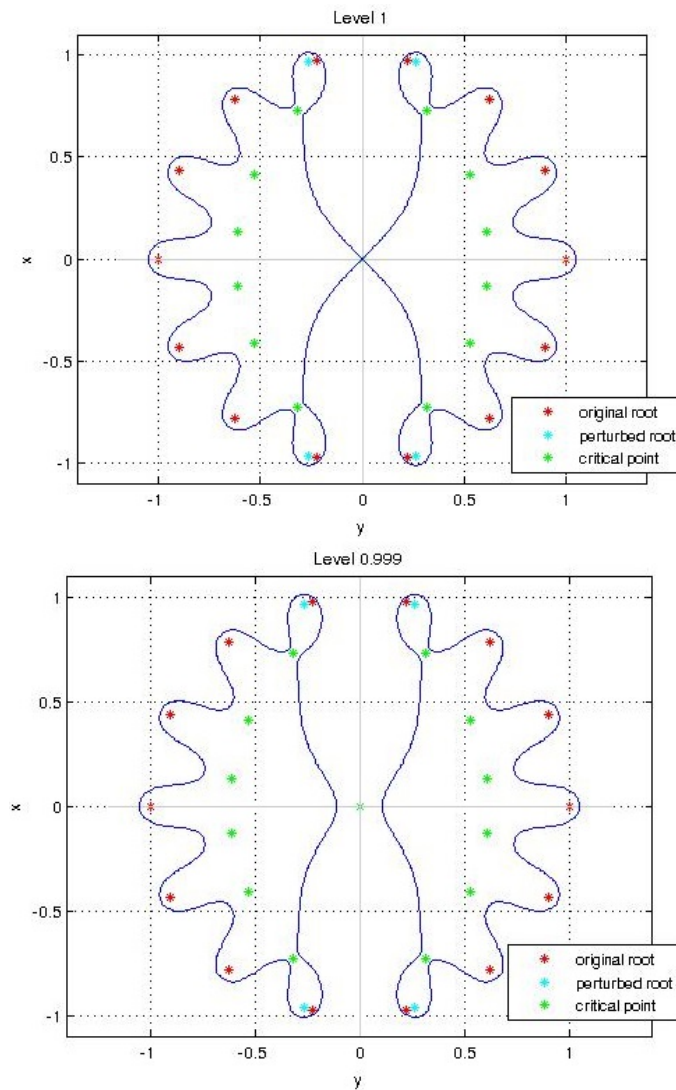 Level 1
1
0.5
0
-0.5
-1
x
-1
-0.5
0
0.5
1
y
original root
perturbed root
critical point
Level 0.999
1
0.5
0
-0.5
-1
x
-1
-0.5
0
0.5
1
y
original root
perturbed root
critical point